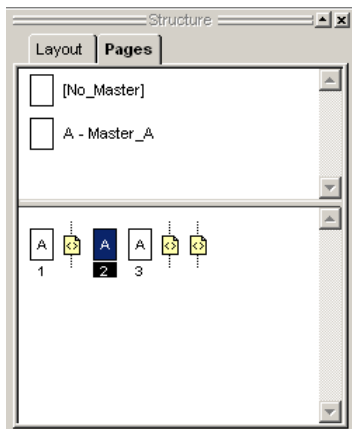 Structure
Layout Pages
[No_Master]
A - Master_A
A A A
1 2 3